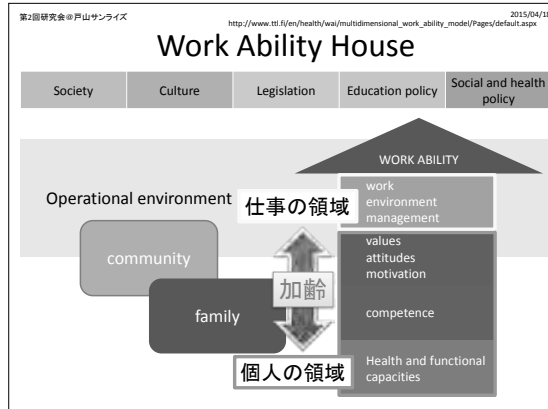 第2回研究会@戸山サンライズ
2015/04/18
http://www.ttl.fi/en/health/wai/multidimensional_work_ability_model/Pages/default.aspx
Work Ability House
Society
Culture
Legislation
Education policy
Social and health
policy
WORK ABILITY
Operational environment
仕事の領域
work
environment
management
community
values
attitudes
motivation
加齢
family
competence
個人の領域
Health and functional
capacities